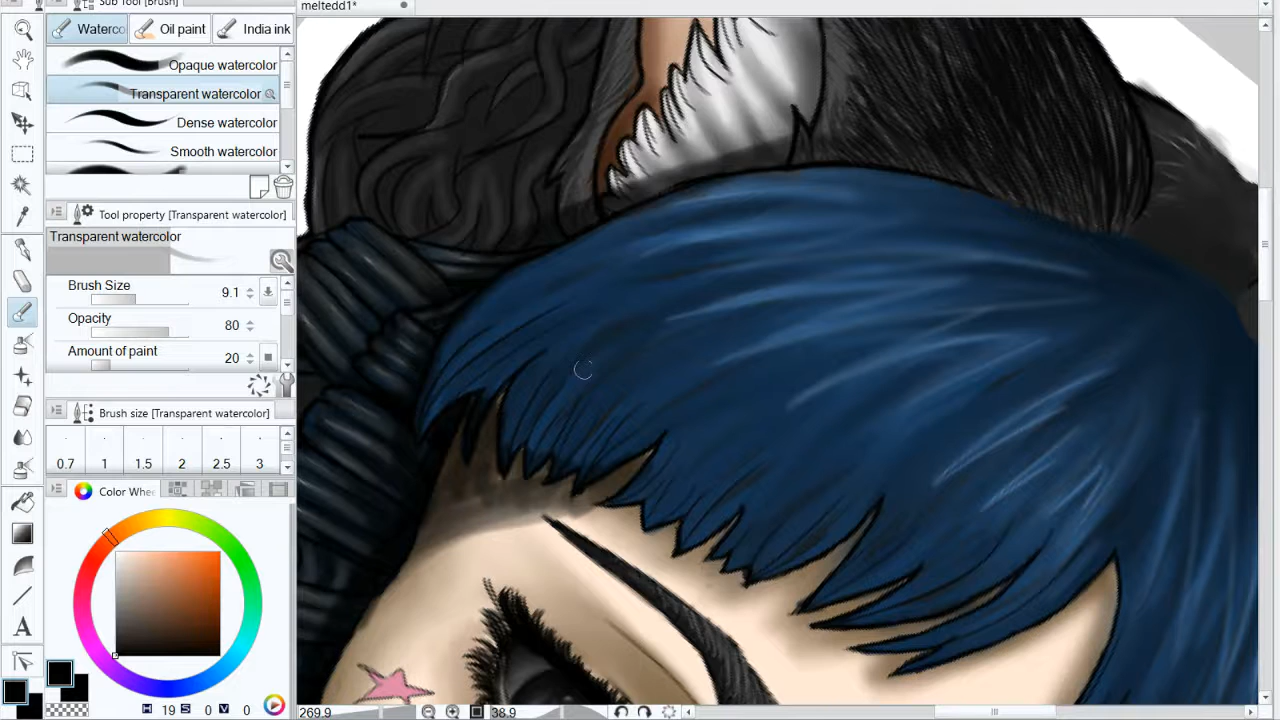 Sub Tool [Brush]
meltedd1*
Waterco
Oil paint
India ink
Opaque watercolor
Transparent watercolor
Dense watercolor
Smooth watercolor
Tool property [Transparent watercolor]
Transparent watercolor
Brush Size 9.1
Opacity 80
Amount of paint 20
Brush size [Transparent watercolor]
0.7 1 1.5 2 2.5 3
Color Whe
H 19 S 0 V 0
A
269.9 38.9